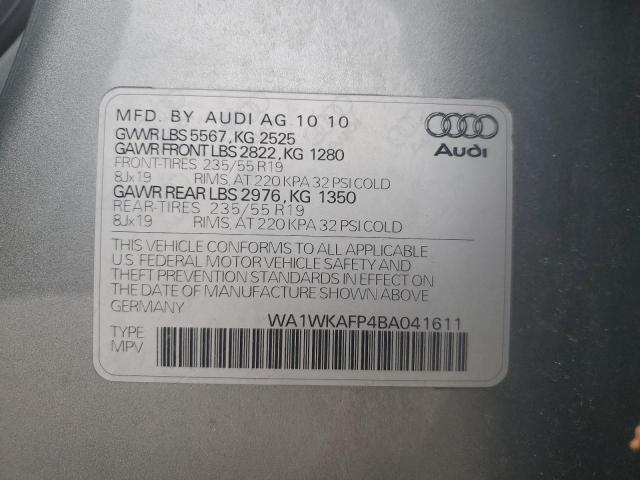 MFD. BY AUDI AG 10 10
GVWR LBS 5567, KG 2525
GAWR FRONT LBS 2822, KG 1280
FRONT-TIRES 235/55 R19
8Jx19 RIMS, AT 220 KPA 32 PSI COLD
GAWR REAR LBS 2976, KG 1350
REAR-TIRES 235/55 R19
8Jx19 RIMS, AT 220 KPA 32 PSI COLD
Audi
THIS VEHICLE CONFORMS TO ALL APPLICABLE
U.S. FEDERAL MOTOR VEHICLE SAFETY AND
THEFT PREVENTION STANDARDS IN EFFECT ON
THE DATE OF MANUFACTURE SHOWN ABOVE
GERMANY
WA1WKAFP4BA041611
TYPE
MPV